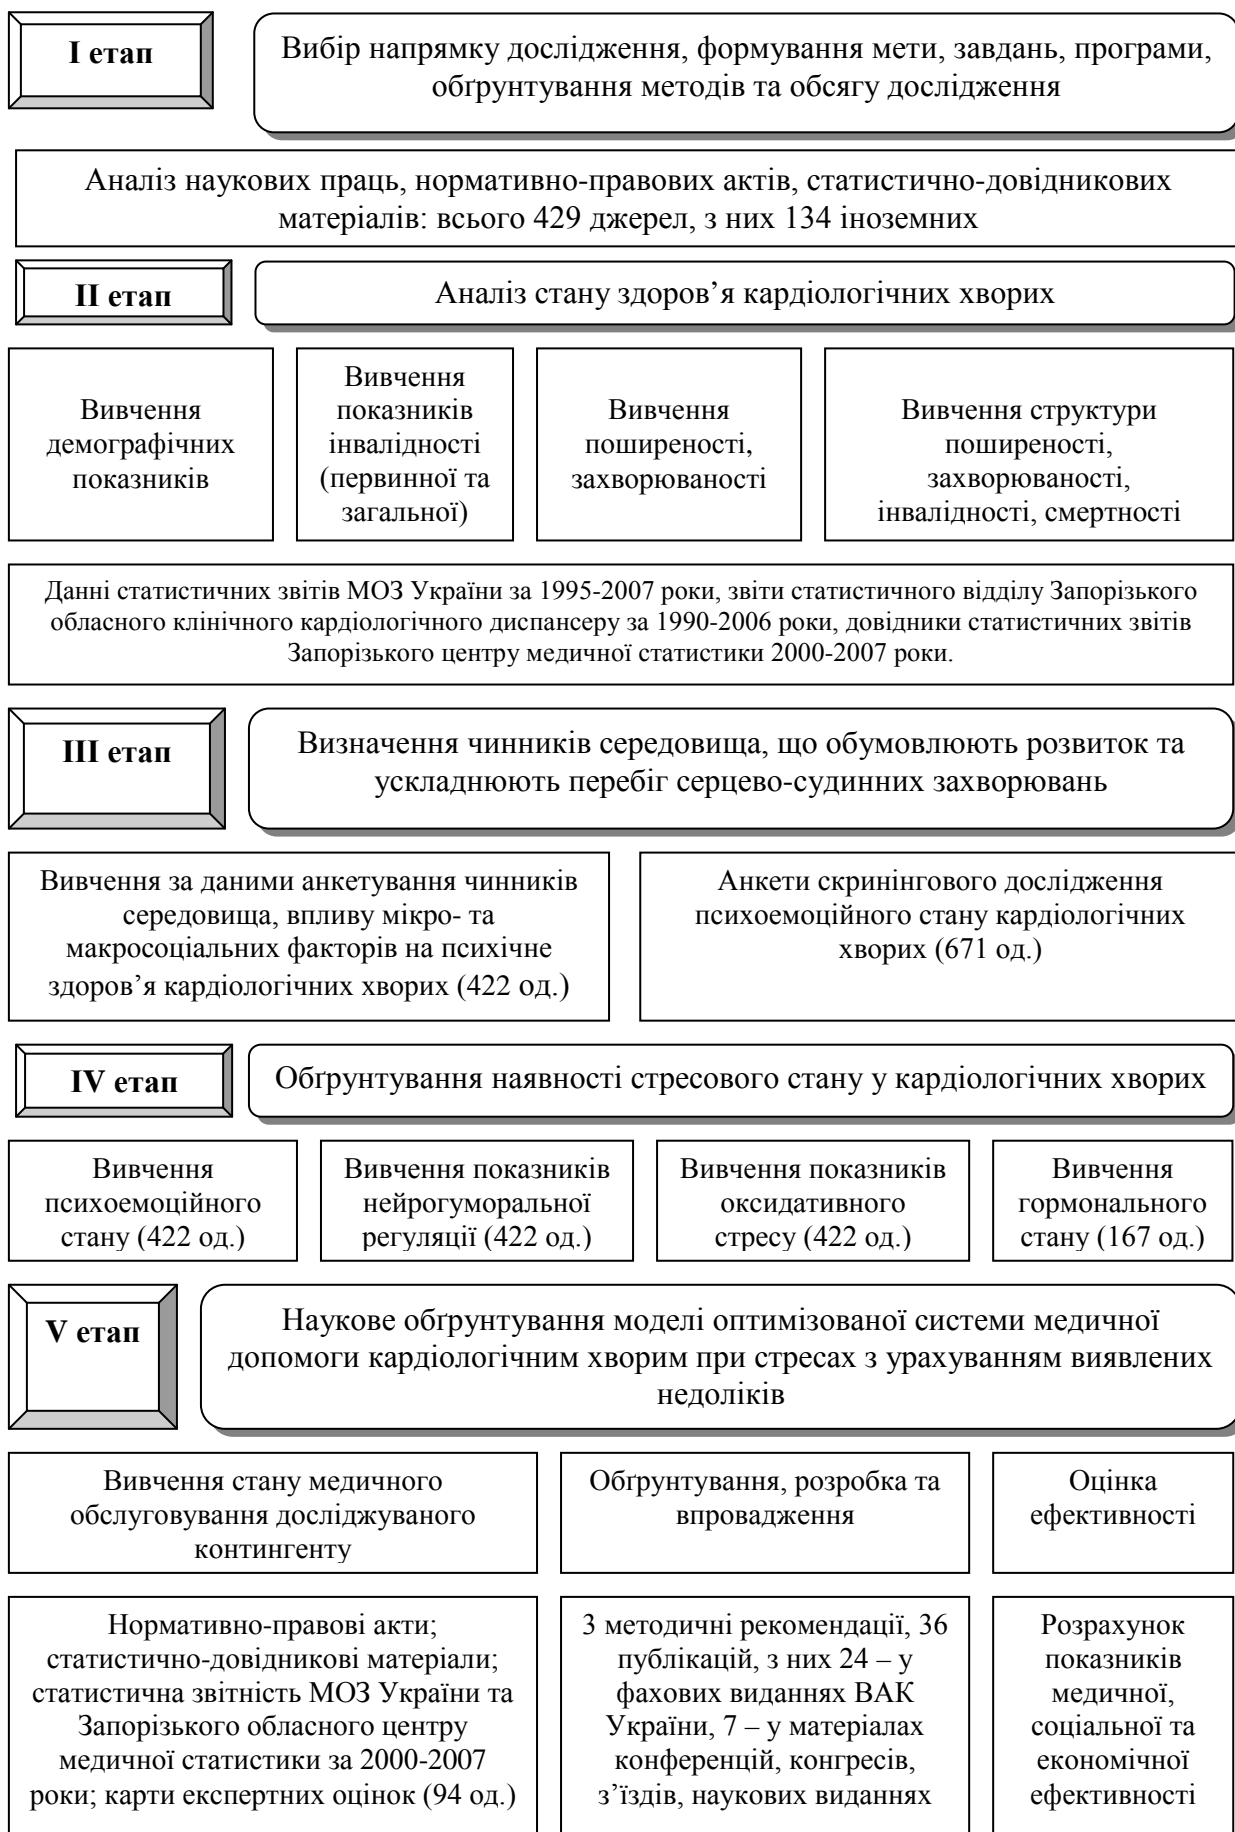 I етап
Вибір напрямку дослідження, формування мети, завдань, програми,
обґрунтування методів та обсягу дослідження
Аналіз наукових праць, нормативно-правових актів, статистично-довідникових
матеріалів: всього 429 джерел, з них 134 іноземних
II етап
Аналіз стану здоров’я кардіологічних хворих
Вивчення
демографічних
показників
Вивчення
показників
інвалідності
(первинної та
загальної)
Вивчення
поширеності,
захворюваності
Вивчення структури
поширеності,
захворюваності,
інвалідності, смертності
Данні статистичних звітів МОЗ України за 1995-2007 роки, звіти статистичного відділу Запорізького
обласного клінічного кардіологічного диспансеру за 1990-2006 роки, довідники статистичних звітів
Запорізького центру медичної статистики 2000-2007 роки.
III етап
Визначення чинників середовища, що обумовлюють розвиток та
ускладнюють перебіг серцево-судинних захворювань
Вивчення за даними анкетування чинників
середовища, впливу мікро- та
макросоціальних факторів на психічне
здоров’я кардіологічних хворих (422 од.)
Анкети скринінгового дослідження
психоемоційного стану кардіологічних
хворих (671 од.)
IV етап
Обґрунтування наявності стресового стану у кардіологічних хворих
Вивчення
психоемоційного
стану (422 од.)
Вивчення показників
нейрогуморальної
регуляції (422 од.)
Вивчення показників
оксидативного
стресу (422 од.)
Вивчення
гормонального
стану (167 од.)
V етап
Наукове обґрунтування моделі оптимізованої системи медичної
допомоги кардіологічним хворим при стресах з урахуванням виявлених
недоліків
Вивчення стану медичного
обслуговування досліджуваного
контингенту
Обґрунтування, розробка та
впровадження
Оцінка
ефективності
Нормативно-правові акти;
статистично-довідникові матеріали;
статистична звітність МОЗ України та
Запорізького обласного центру
медичної статистики за 2000-2007
роки; карти експертних оцінок (94 од.)
3 методичні рекомендації, 36
публікацій, з них 24 – у
фахових виданнях ВАК
України, 7 – у матеріалах
конференцій, конгресів,
з’їздів, наукових виданнях
Розрахунок
показників
медичної,
соціальної та
економічної
ефективності